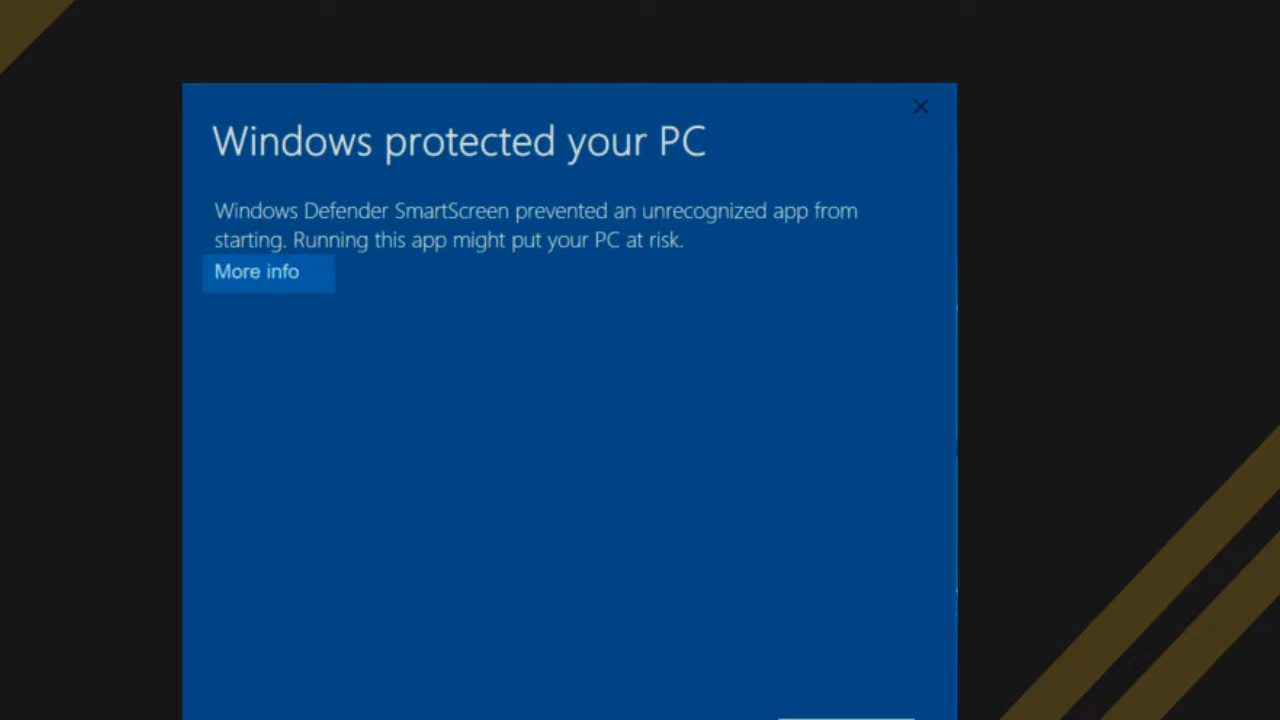 Windows protected your PC
Windows Defender SmartScreen prevented an unrecognized app from
starting. Running this app might put your PC at risk.
More info